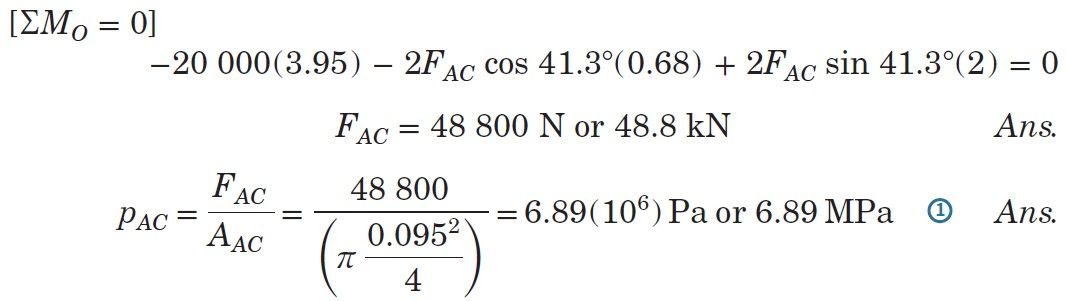 [ΣM_O = 0]
−20 000(3.95) − 2F_AC cos 41.3°(0.68) + 2F_AC sin 41.3°(2) = 0
F_AC = 48 800 N or 48.8 kN Ans.
p_AC = F_AC / A_AC = 48 800 / (π 0.095² / 4) = 6.89(10⁶) Pa or 6.89 MPa ① Ans.